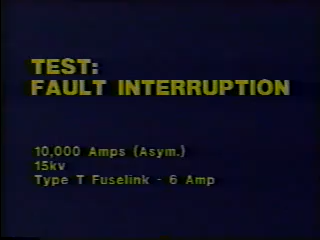 TEST:
FAULT INTERRUPTION
10,000 Amps (Asym.)
15kv
Type T Fuselink - 6 Amp